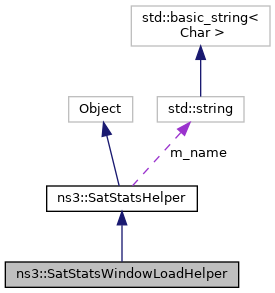 std::basic_string<
Char >
Object
std::string
m_name
ns3::SatStatsHelper
ns3::SatStatsWindowLoadHelper